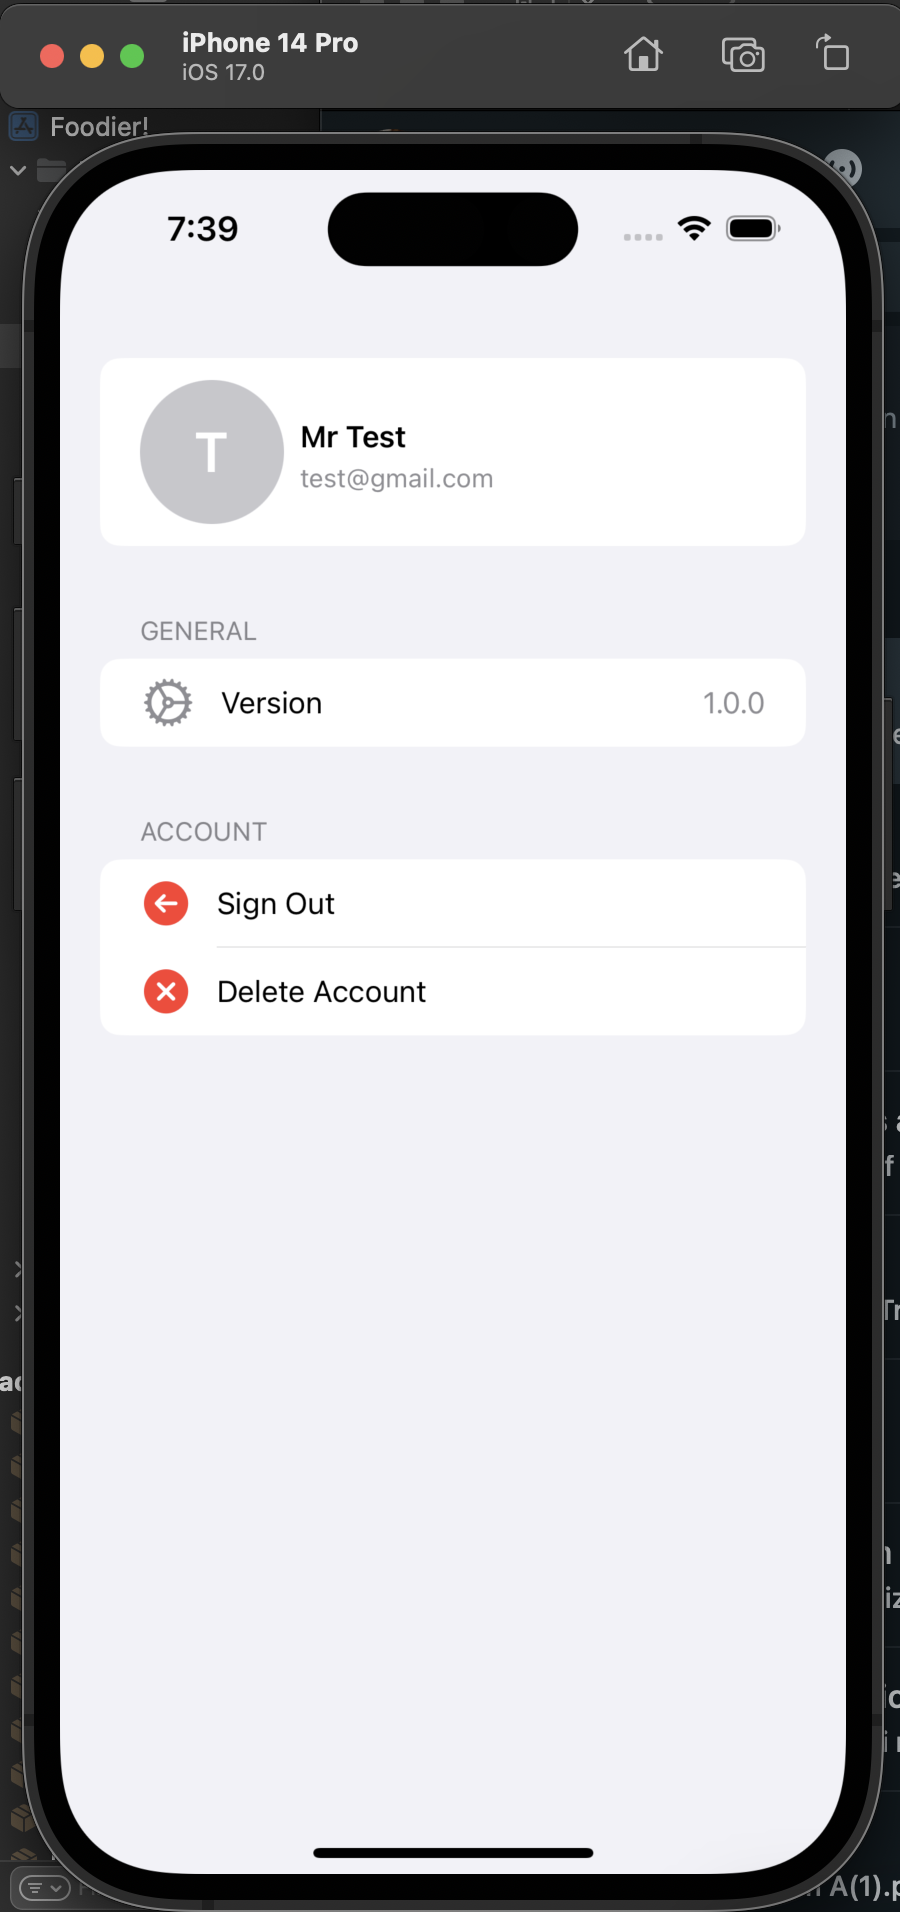 iPhone 14 Pro
iOS 17.0
Foodier!
7:39
T
Mr Test
test@gmail.com
GENERAL
Version 1.0.0
ACCOUNT
Sign Out
Delete Account
A(1).p